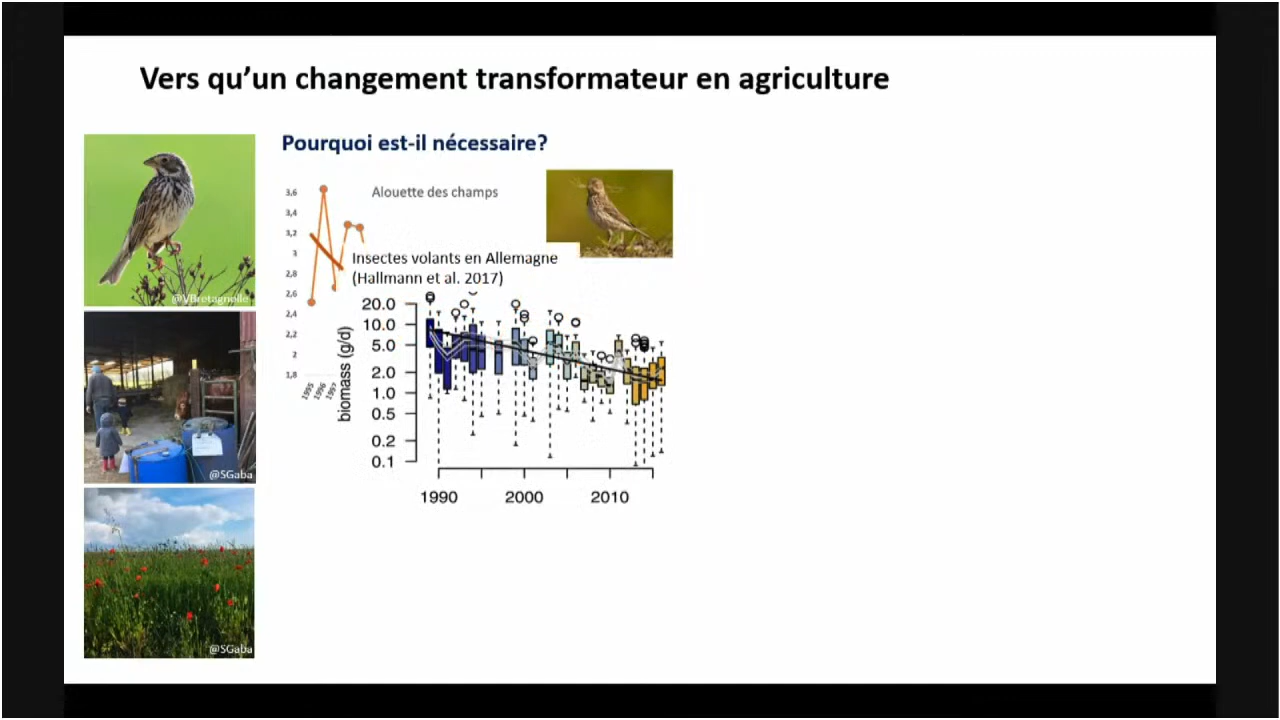 Vers qu’un changement transformateur en agriculture
Pourquoi est-il nécessaire?
@VBretagnolle
@SGaba
@SGaba
Alouette des champs
3,6
3,4
3,2
3
2,8
2,6
2,4
2,2
2
1,8
1995
1996
1997
Insectes volants en Allemagne
(Hallmann et al. 2017)
biomass (g/d)
20.0
10.0
5.0
2.0
1.0
0.5
0.2
0.1
1990 2000 2010